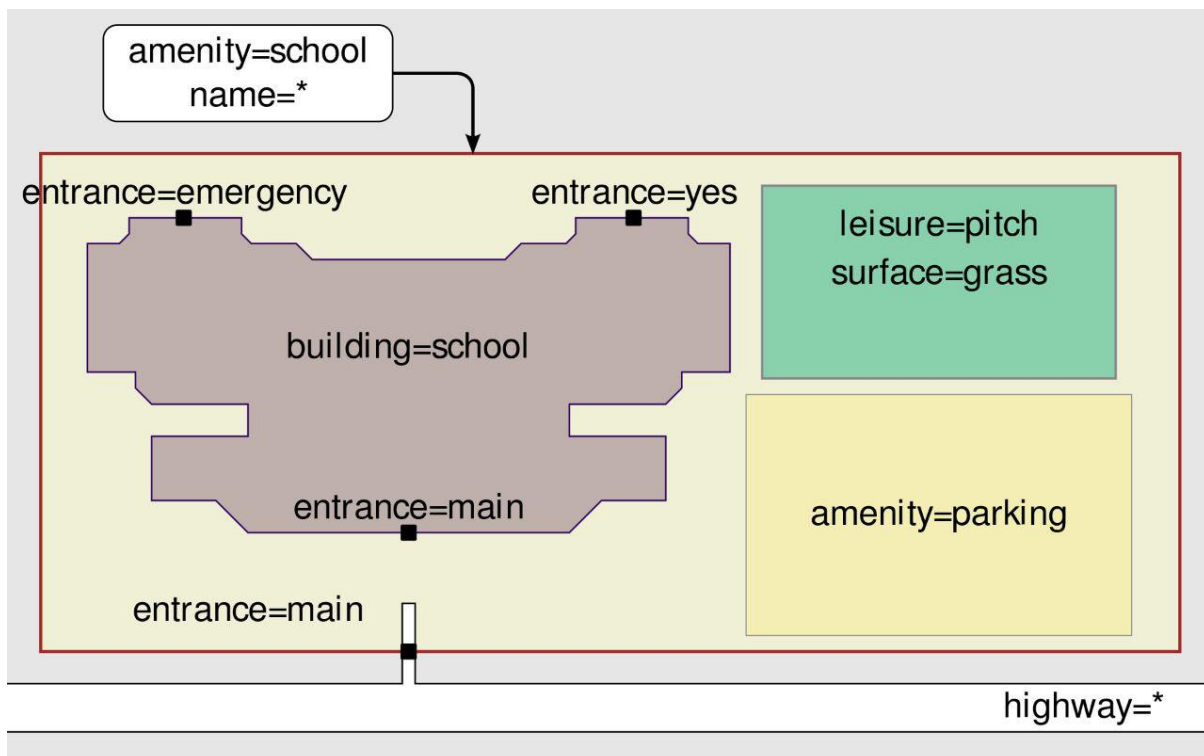 amenity=school
name=*
entrance=emergency
entrance=yes
leisure=pitch
surface=grass
building=school
entrance=main
amenity=parking
entrance=main
highway=*